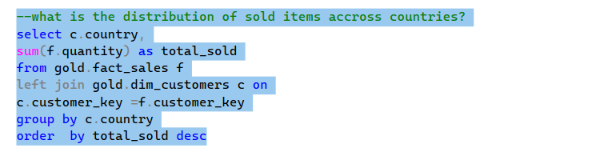 --what is the distribution of sold items accross countries?
select c.country,
sum(f.quantity) as total_sold
from gold.fact_sales f
left join gold.dim_customers c on
c.customer_key =f.customer_key
group by c.country
order  by total_sold desc